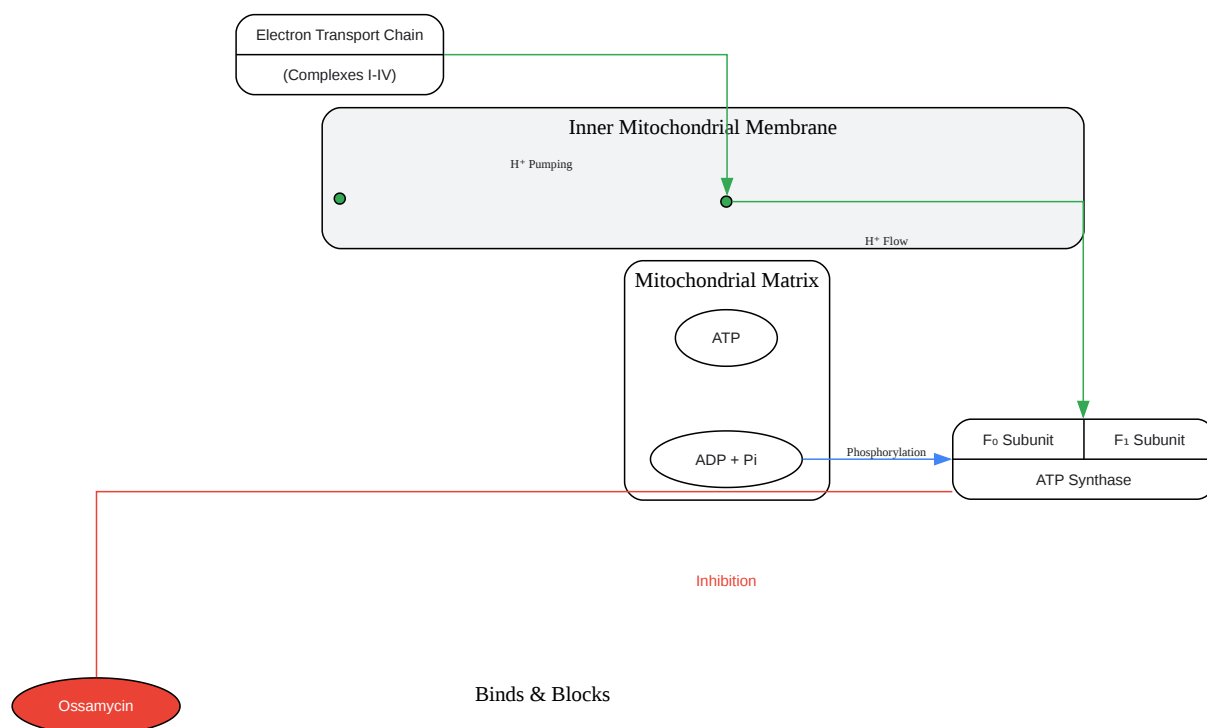 Electron Transport Chain
(Complexes I-IV)
Inner Mitochondrial Membrane
H⁺ Pumping
H⁺ Flow
Mitochondrial Matrix
ATP
F₀ Subunit
F₁ Subunit
ADP + Pi
Phosphorylation
ATP Synthase
Inhibition
Binds & Blocks
Ossamycin